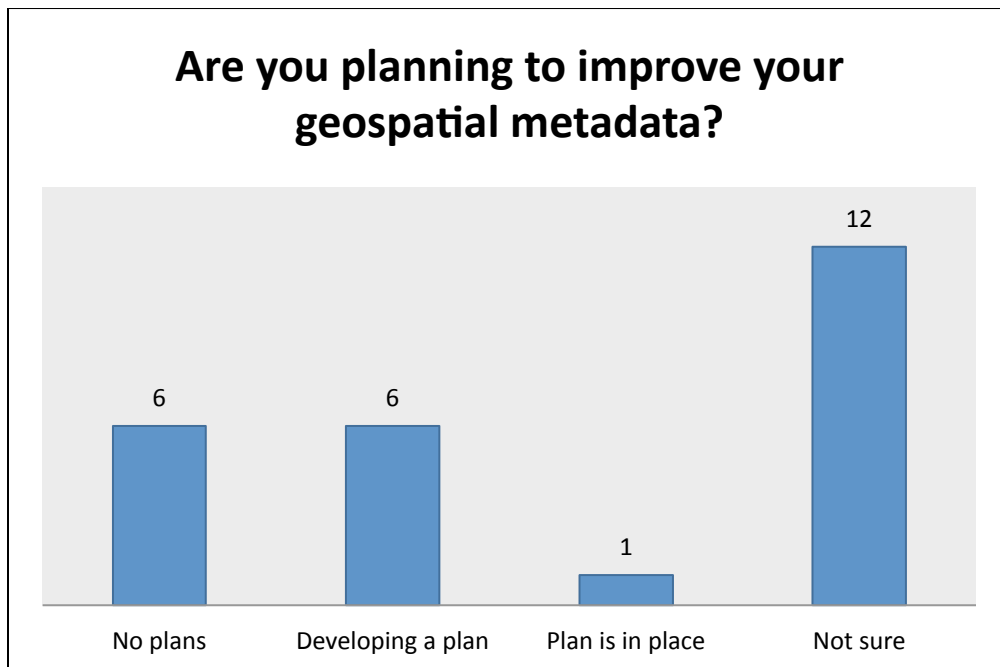 Are you planning to improve your
geospatial metadata?
12
6
6
1
No plans
Developing a plan
Plan is in place
Not sure